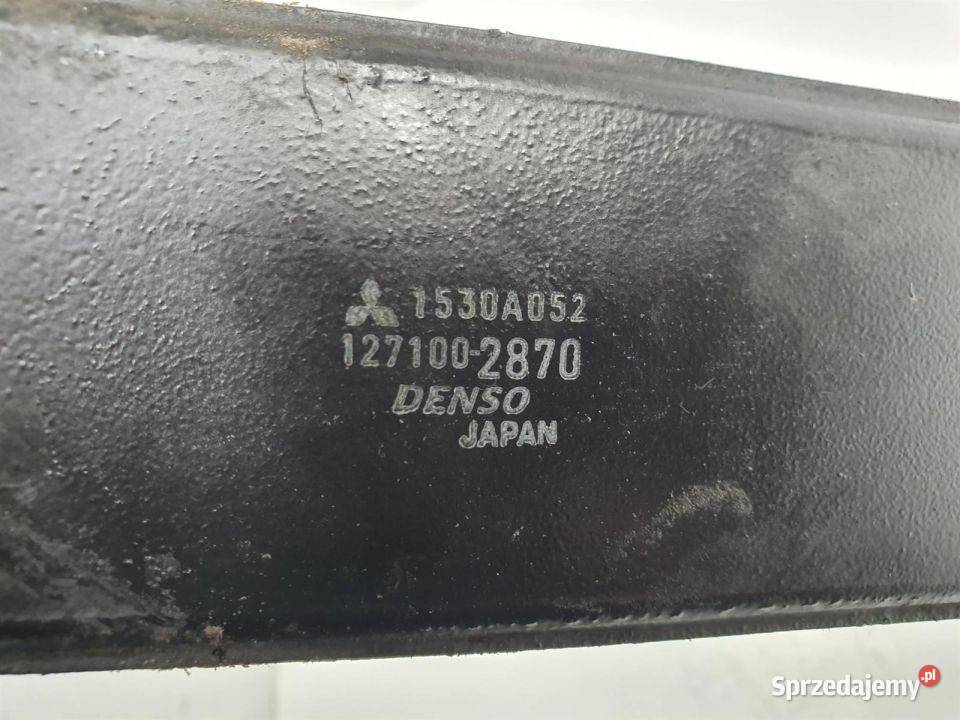 1530A052
127100-2870
DENSO
JAPAN
Sprzedajemy.pl